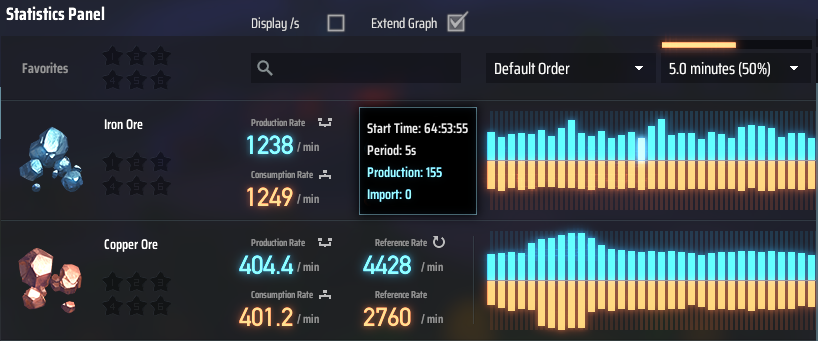 Statistics Panel
Display /s
Extend Graph
Favorites
Default Order
5.0 minutes (50%)
Iron Ore
Production Rate
1238 / min
Consumption Rate
1249 / min
Start Time: 64:53:55
Period: 5s
Production: 155
Import: 0
Copper Ore
Production Rate
404.4 / min
Reference Rate
4428 / min
Consumption Rate
401.2 / min
Reference Rate
2760 / min